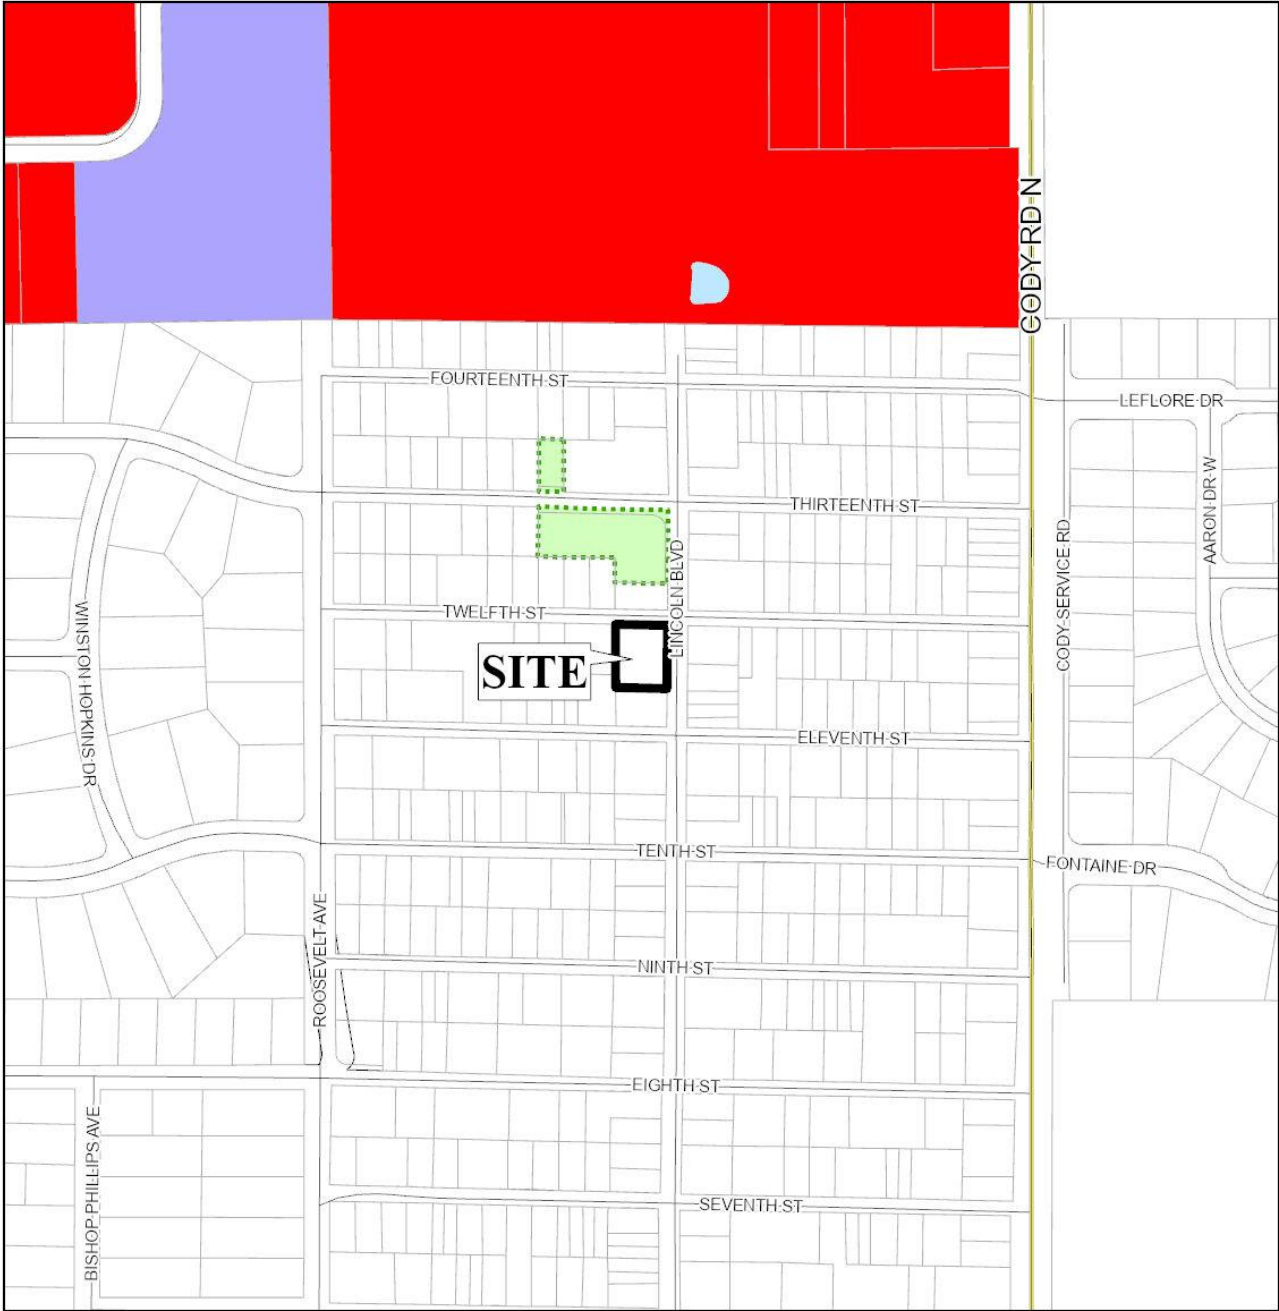 CODY RD N
FOURTEENTH ST
LEFLORE DR
AARON DR W
THIRTEENTH ST
CODY SERVICE RD
LINCOLN BLVD
TWELFTH ST
WINSTON HOPKINS DR
SITE
ELEVENTH ST
TENTH ST
FONTAINE DR
ROOSEVELT AVE
NINTH ST
EIGHTH ST
BISHOP PHILLIPS AVE
SEVENTH ST